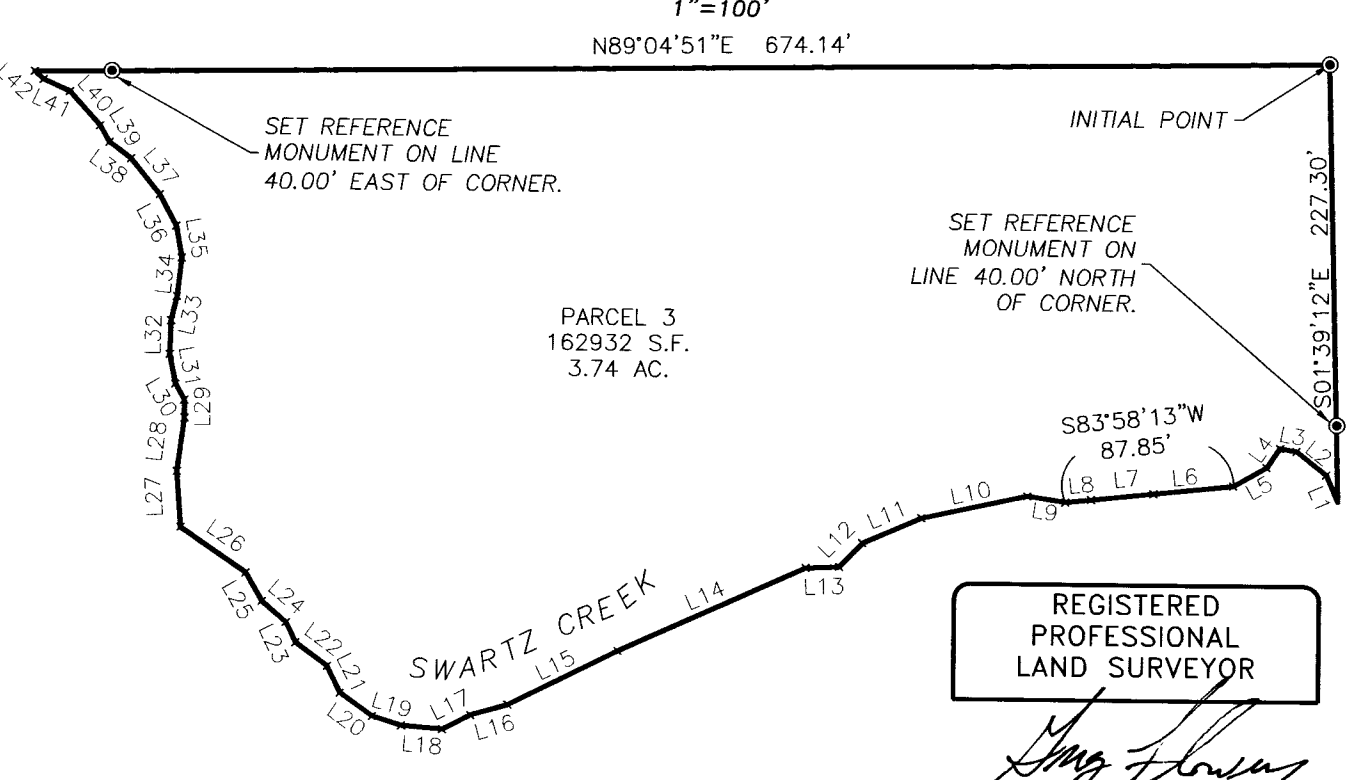 1"=100'
N89°04'51"E 674.14'
INITIAL POINT
SET REFERENCE
MONUMENT ON LINE
40.00' EAST OF CORNER.
S01°39'12"E 227.30'
SET REFERENCE
MONUMENT ON
LINE 40.00' NORTH
OF CORNER.
PARCEL 3
162932 S.F.
3.74 AC.
S83°58'13"W
87.85'
L1
L2
L3
L4
L5
L6
L7
L8
L9
L10
L11
L12
L13
L14
L15
L16
L17
L18
L19
L20
L21
L22
L23
L24
L25
L26
L27
L28
L29
L30
L31
L32
L33
L34
L35
L36
L37
L38
L39
L40
L41
L42
SWARTZ CREEK
REGISTERED
PROFESSIONAL
LAND SURVEYOR